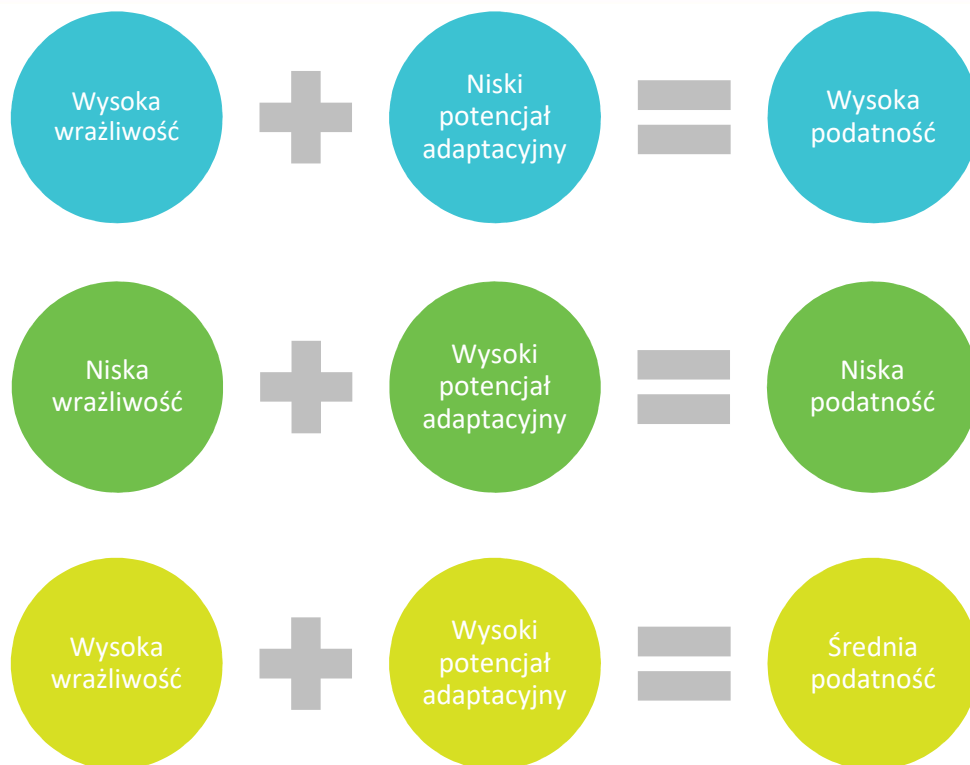 Wysoka
wrażliwość
Niski
potencjał
adaptacyjny
Wysoka
podatność
Niska
wrażliwość
Wysoki
potencjał
adaptacyjny
Niska
podatność
Wysoka
wrażliwość
Wysoki
potencjał
adaptacyjny
Średnia
podatność